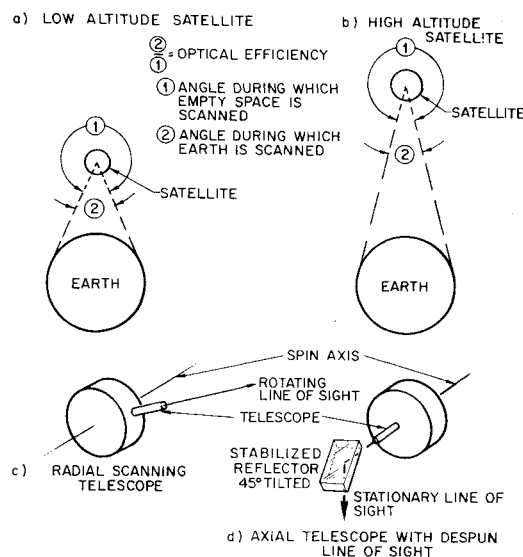 a) LOW ALTITUDE SATELLITE
②
≅ = OPTICAL EFFICIENCY
①
① ANGLE DURING WHICH
EMPTY SPACE IS
SCANNED
② ANGLE DURING WHICH
EARTH IS SCANNED
①
SATELLITE
②
EARTH
b) HIGH ALTITUDE
SATELLITE
①
SATELLITE
②
EARTH
SPIN AXIS
ROTATING
LINE OF SIGHT
TELESCOPE
c) RADIAL SCANNING
TELESCOPE
STABILIZED
REFLECTOR
45° TILTED
STATIONARY LINE OF
SIGHT
d) AXIAL TELESCOPE WITH DESPUN
LINE OF SIGHT